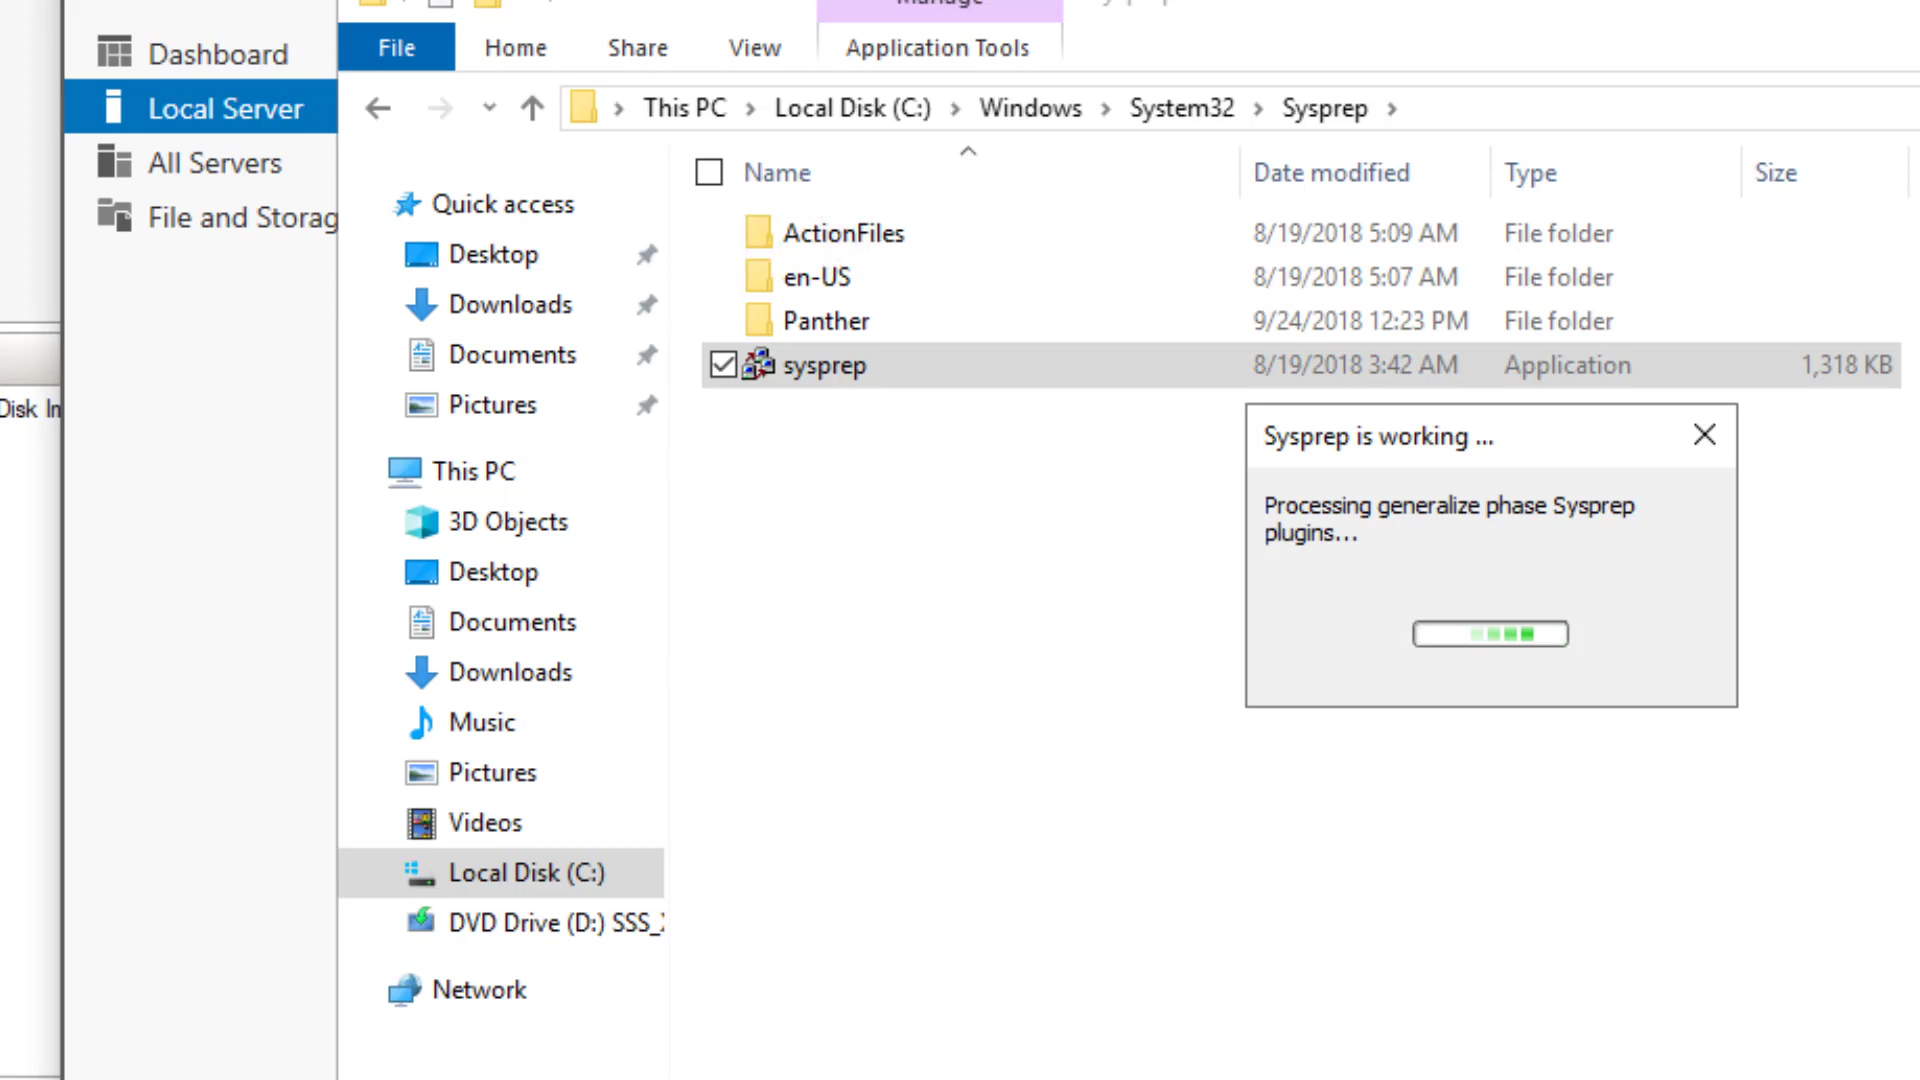 Dashboard
Local Server
All Servers
File and Storag
Disk In
Manage
File Home Share View Application Tools
This PC Local Disk (C:) Windows System32 Sysprep
Name Date modified Type Size
Quick access
Desktop
Downloads
Documents
Pictures
This PC
3D Objects
Desktop
Documents
Downloads
Music
Pictures
Videos
Local Disk (C:)
DVD Drive (D:) SSS_
Network
ActionFiles 8/19/2018 5:09 AM File folder
en-US 8/19/2018 5:07 AM File folder
Panther 9/24/2018 12:23 PM File folder
sysprep 8/19/2018 3:42 AM Application 1,318 KB
Sysprep is working ...
Processing generalize phase Sysprep
plugins...